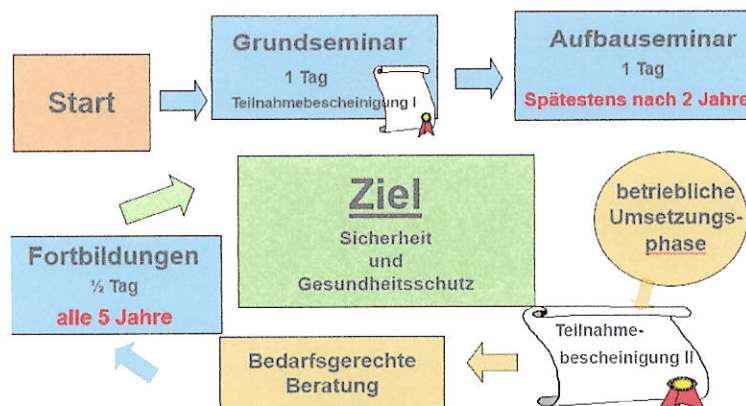 Start
Grundseminar
1 Tag
Teilnahmebescheinigung I
Aufbauseminar
1 Tag
Spätestens nach 2 Jahre
betriebliche
Umsetzungs-
phase
Teilnahme-
bescheinigung II
Bedarfsgerechte
Beratung
Fortbildungen
½ Tag
alle 5 Jahre
Ziel
Sicherheit
und
Gesundheitsschutz